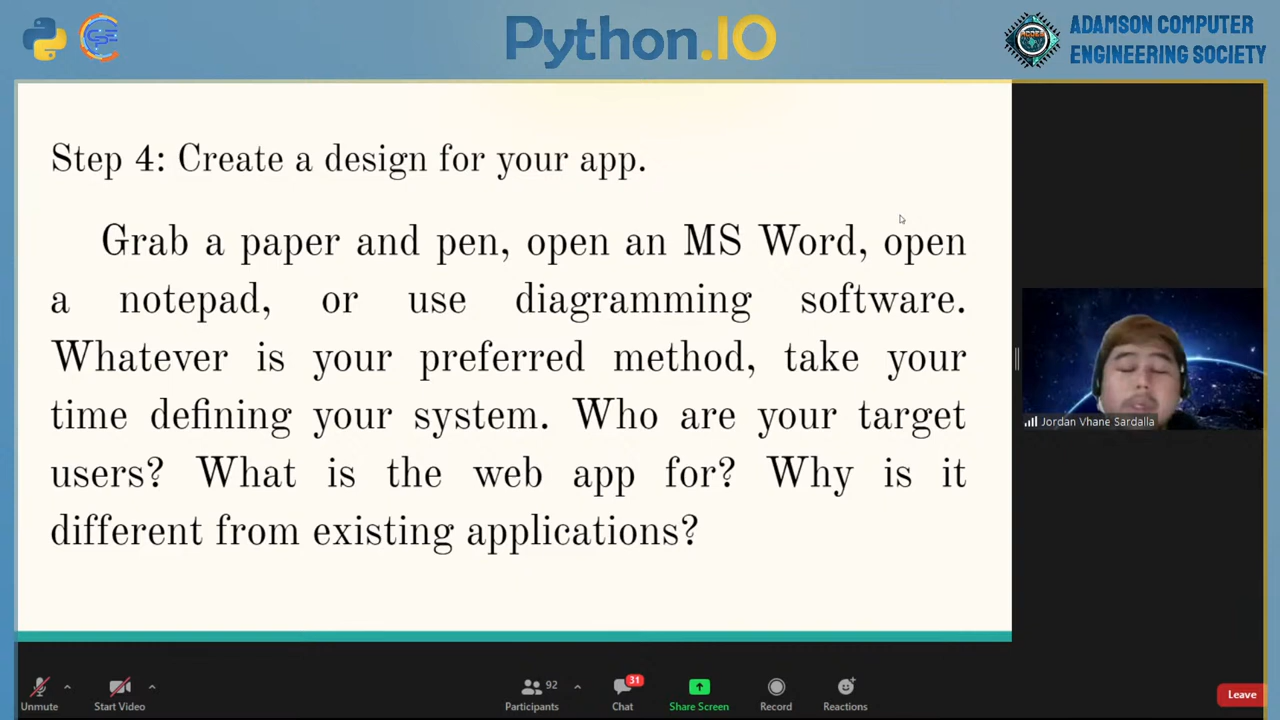 Python.IO
ADAMSON COMPUTER
ENGINEERING SOCIETY
Step 4: Create a design for your app.
Grab a paper and pen, open an MS Word, open
a notepad, or use diagramming software.
Whatever is your preferred method, take your
time defining your system. Who are your target
users? What is the web app for? Why is it
different from existing applications?
Jordan Vhane Sardalla
92
31
Unmute
Start Video
Participants
Chat
Share Screen
Record
Reactions
Leave